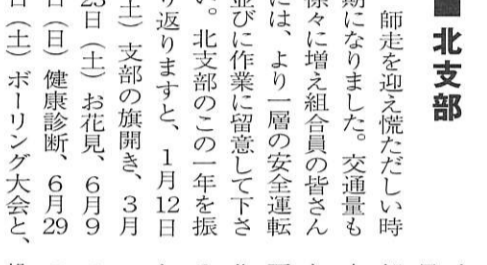 ■北支部
師走を迎え慌ただしい時
期になりました。交通量も
徐々に増え組合員の皆さん
には、より一層の安全運転
並びに作業に留意して下さ
い。北支部のこの一年を振
り返りますと、1月12日
（土）支部の旗開き、3月
23日（土）お花見、6月9
日（日）健康診断、6月29
日（土）ボーリング大会と、